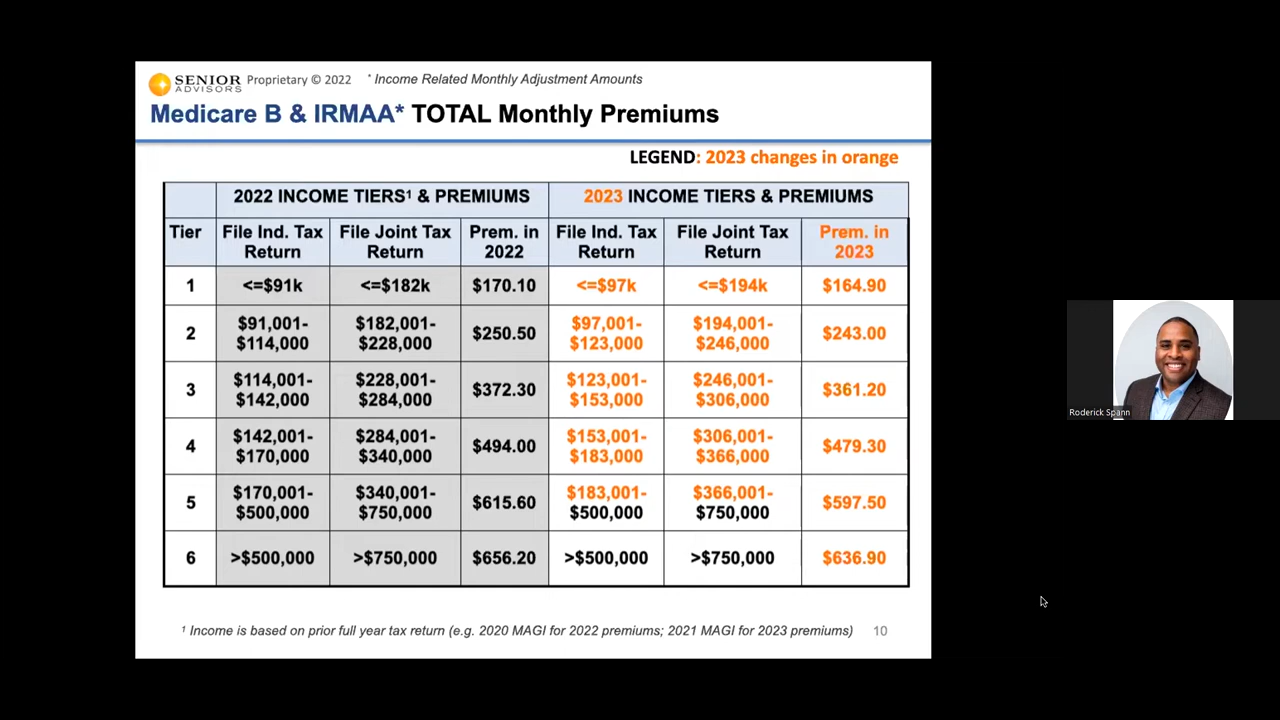 SENIOR
ADVISORS
Proprietary © 2022 * Income Related Monthly Adjustment Amounts
Medicare B & IRMAA* TOTAL Monthly Premiums
LEGEND: 2023 changes in orange
2022 INCOME TIERS¹ & PREMIUMS 2023 INCOME TIERS & PREMIUMS
Tier File Ind. Tax File Joint Tax Prem. in File Ind. Tax File Joint Tax Prem. in
Return Return 2022 Return Return 2023
1 <=$91k <=$182k $170.10 <=$97k <=$194k $164.90
$91,001- $182,001- $97,001- $194,001-
2 $250.50 $243.00
$114,000 $228,000 $123,000 $246,000
$114,001- $228,001- $123,001- $246,001-
3 $372.30 $361.20
$142,000 $284,000 $153,000 $306,000
$142,001- $284,001- $153,001- $306,001-
4 $494.00 $479.30
$170,000 $340,000 $183,000 $366,000
$170,001- $340,001- $183,001- $366,001-
5 $615.60 $597.50
$500,000 $750,000 $500,000 $750,000
6 >$500,000 >$750,000 $656.20 >$500,000 >$750,000 $636.90
¹ Income is based on prior full year tax return (e.g. 2020 MAGI for 2022 premiums; 2021 MAGI for 2023 premiums) 10
Roderick Spann